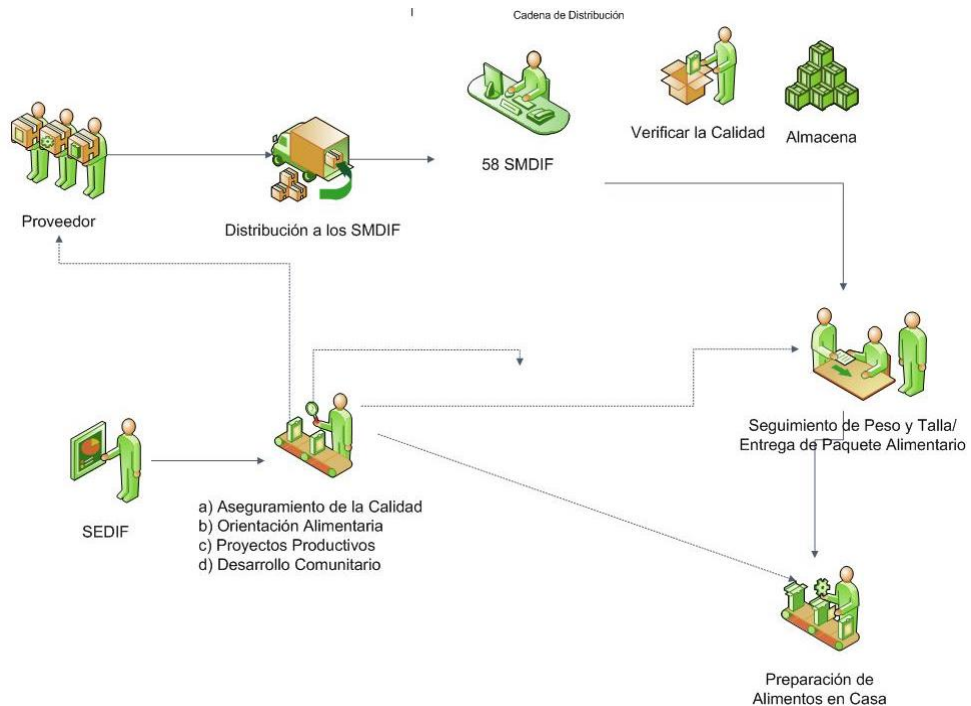 I
Cadena de Distribución
Verificar la Calidad
Almacena
58 SMDIF
Proveedor
Distribución a los SMDIF
Seguimiento de Peso y Talla/
Entrega de Paquete Alimentario
SEDIF
a) Aseguramiento de la Calidad
b) Orientación Alimentaria
c) Proyectos Productivos
d) Desarrollo Comunitario
Preparación de
Alimentos en Casa